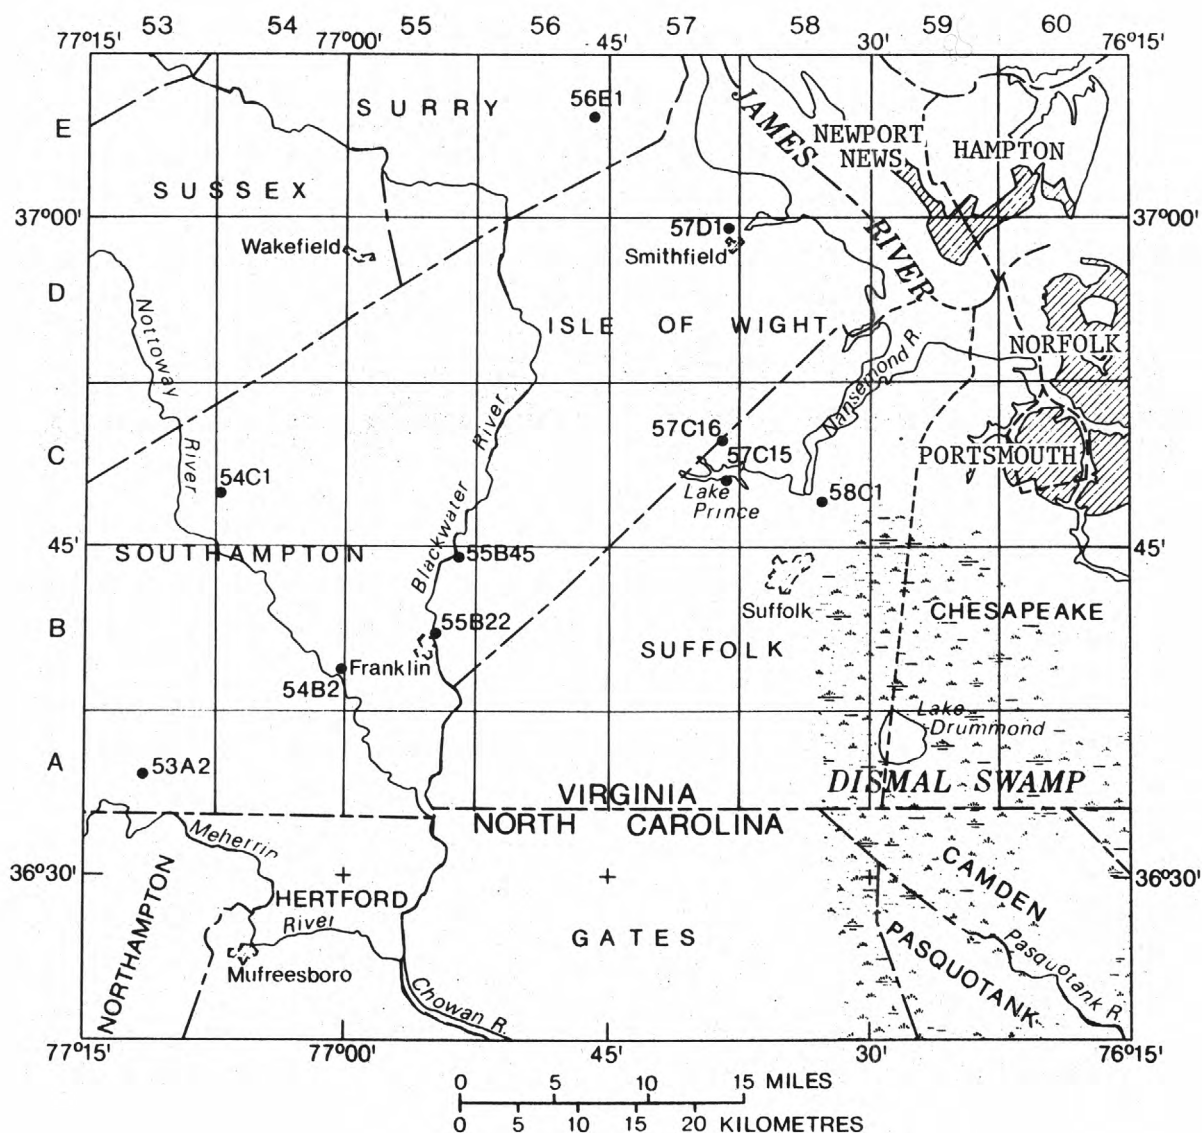 53 54 55 56 57 58 59 60
77°15' 77°00' 45' 30' 76°15'
E
SURRY
56E1
JAMES
NEWPORT
NEWS
HAMPTON
SUSSEX
37°00'
37°00'
Wakefield
57D1
Smithfield
RIVER
D
Nottoway
River
ISLE OF WIGHT
NORFOLK
Nansemond R.
C
River
57C16
57C15
PORTSMOUTH
54C1
Lake
Prince
58C1
Blackwater
45'
45'
SOUTHAMPTON
55B45
Suffolk
CHESAPEAKE
B
55B22
SUFFOLK
Franklin
54B2
Lake
Drummond
A
53A2
DISMAL SWAMP
VIRGINIA
NORTH CAROLINA
Meherrin
CAMDEN
36°30'
36°30'
NORTHAMPTON
HERTFORD
River
GATES
PASQUOTANK
Pasquotank R.
Mufreesboro
Chowan R.
77°15' 77°00' 45' 30' 76°15'
0 5 10 15 MILES
0 5 10 15 20 KILOMETRES